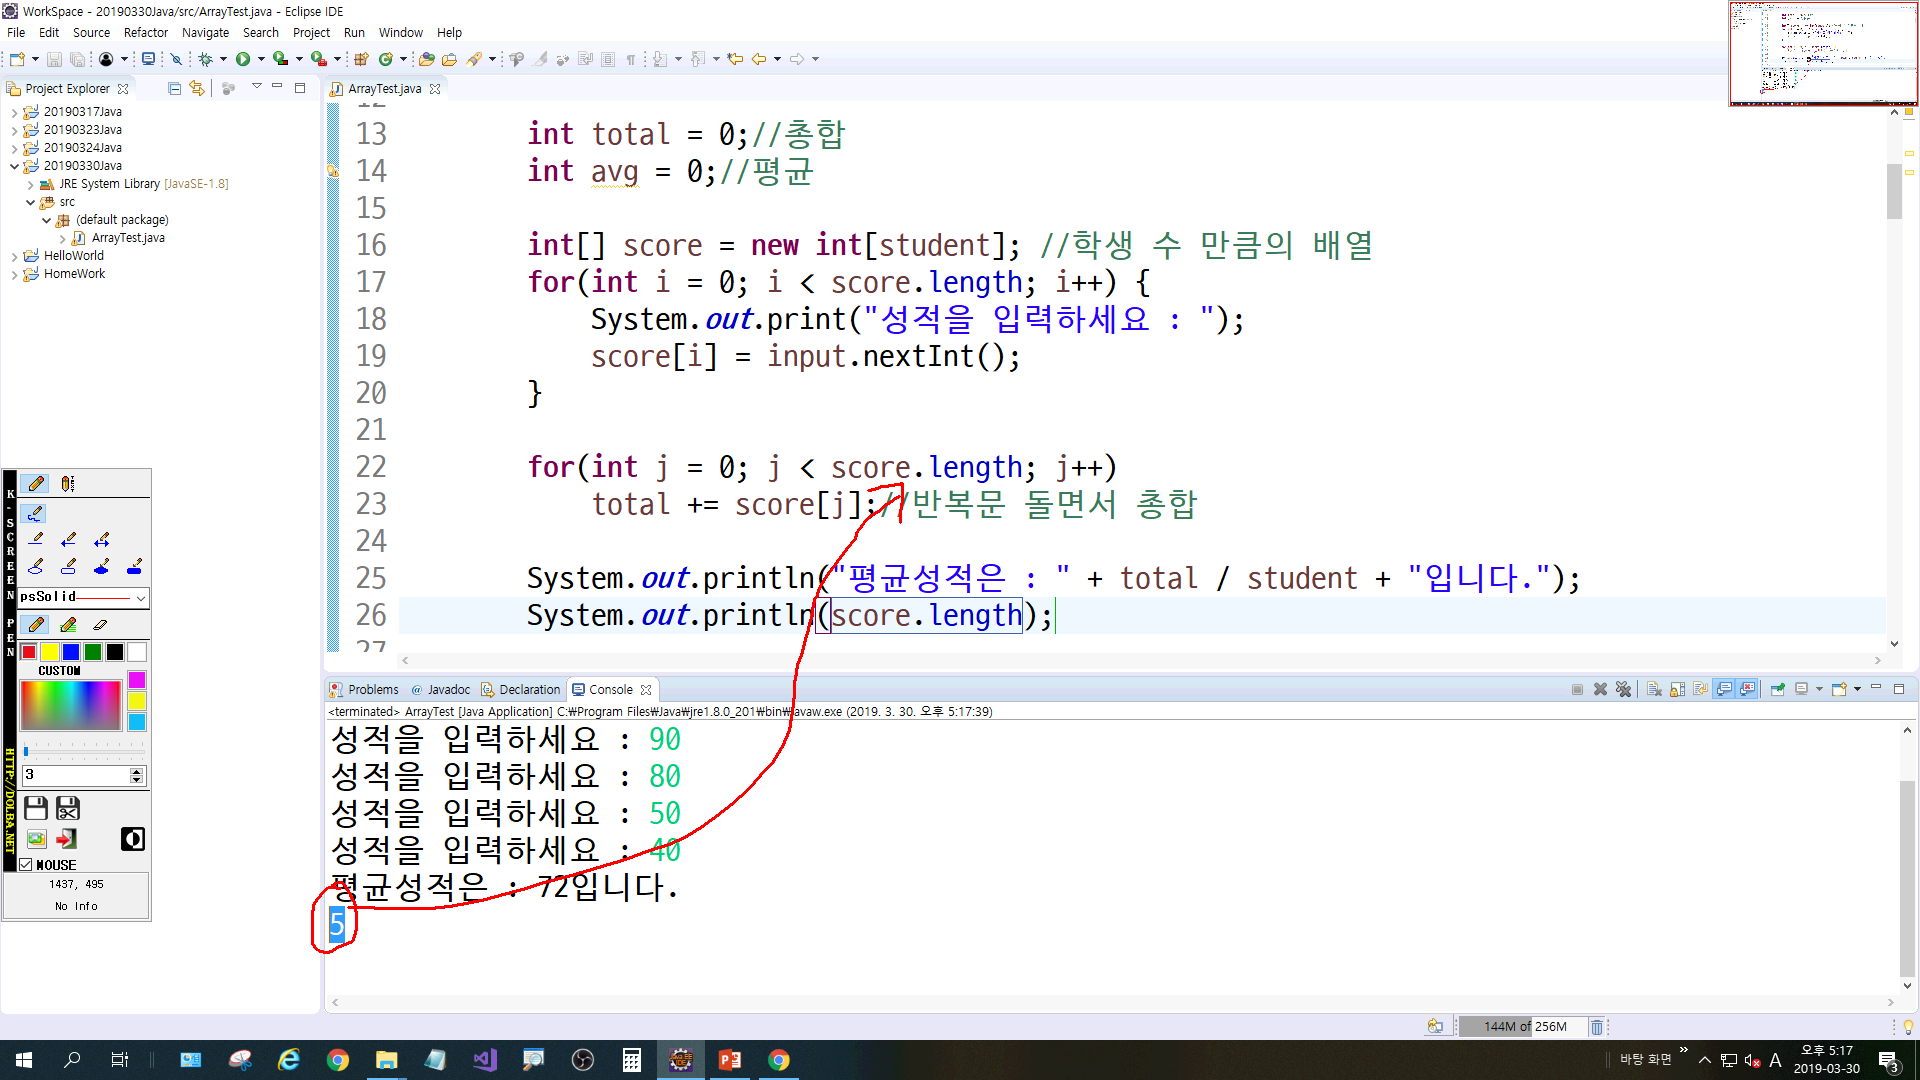 WorkSpace - 20190330Java/src/ArrayTest.java - Eclipse IDE
File Edit Source Refactor Navigate Search Project Run Window Help
Project Explorer
20190317Java
20190323Java
20190324Java
20190330Java
JRE System Library [JavaSE-1.8]
src
(default package)
ArrayTest.java
HelloWorld
HomeWork
ArrayTest.java
13 int total = 0;//총합
14 int avg = 0;//평균
15
16 int[] score = new int[student]; //학생 수 만큼의 배열
17 for(int i = 0; i < score.length; i++) {
18 System.out.print("성적을 입력하세요 : ");
19 score[i] = input.nextInt();
20 }
21
22 for(int j = 0; j < score.length; j++)
23 total += score[j];//반복문 돌면서 총합
24
25 System.out.println("평균성적은 : " + total / student + "입니다.");
26 System.out.println(score.length);
27
Problems @ Javadoc Declaration Console
<terminated> ArrayTest [Java Application] C:₩Program Files₩Java₩jre1.8.0_201₩bin₩javaw.exe (2019. 3. 30. 오후 5:17:39)
성적을 입력하세요 : 90
성적을 입력하세요 : 80
성적을 입력하세요 : 50
성적을 입력하세요 : 40
평균성적은 : 72입니다.
5
K-SCREEN PEN
HTTP://DOLBA.NET
psSolid
CUSTOM
3
MOUSE
1437, 495
No Info
144M of 256M
바탕 화면
A
오후 5:17
2019-03-30
3